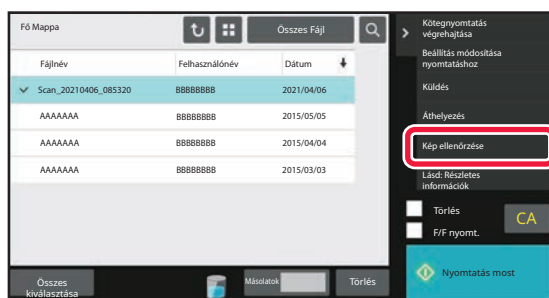 Fő Mappa
Összes Fájl
Fájlnév Felhasználónév Dátum
Scan_20210406_085320 BBBBBBBB 2021/04/06
AAAAAAA BBBBBBBB 2015/05/05
AAAAAAA BBBBBBBB 2015/04/04
AAAAAAA BBBBBBBB 2015/03/03
Összes
kiválasztása
Másolatok
Törlés
Kötegnyomtatás
végrehajtása
Beállítás módosítása
nyomtatáshoz
Küldés
Áthelyezés
Kép ellenőrzése
Lásd: Részletes
információk
Törlés
F/F nyomt.
CA
Nyomtatás most